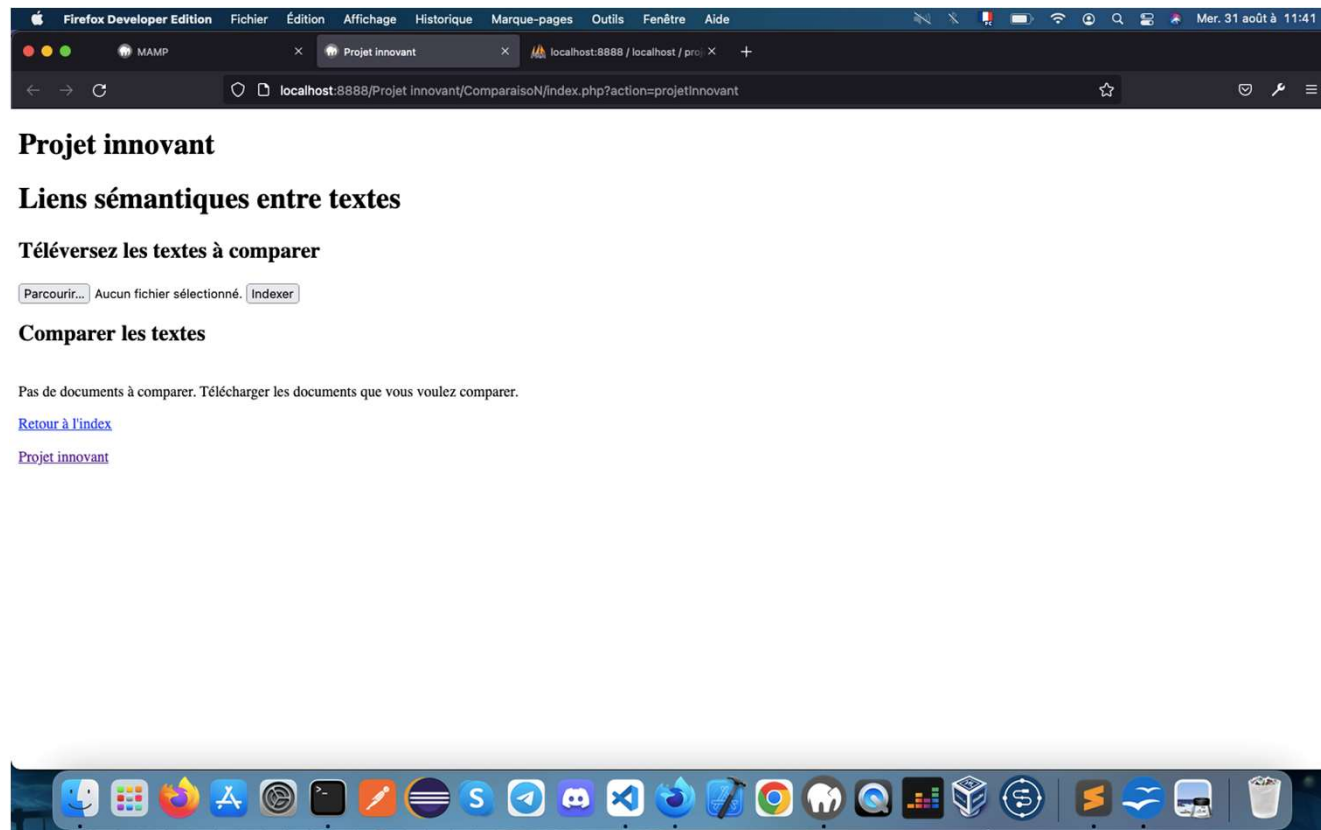 Firefox Developer Edition Fichier Édition Affichage Historique Marque-pages Outils Fenêtre Aide Mer. 31 août à 11:41
MAMP Projet innovant localhost:8888 / localhost / proj
localhost:8888/Projet innovant/ComparaisoN/index.php?action=projetInnovant
Projet innovant
Liens sémantiques entre textes
Téléversez les textes à comparer
Parcourir... Aucun fichier sélectionné. Indexer
Comparer les textes
Pas de documents à comparer. Télécharger les documents que vous voulez comparer.
Retour à l'index
Projet innovant